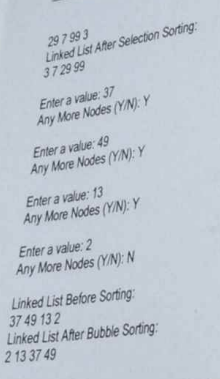 29 7 99 3
Linked List After Selection Sorting:
3 7 29 99
Enter a value: 37
Any More Nodes (Y/N): Y
Enter a value: 49
Any More Nodes (Y/N): Y
Enter a value: 13
Any More Nodes (Y/N): Y
Enter a value: 2
Any More Nodes (Y/N): N
Linked List Before Sorting:
37 49 13 2
Linked List After Bubble Sorting:
2 13 37 49